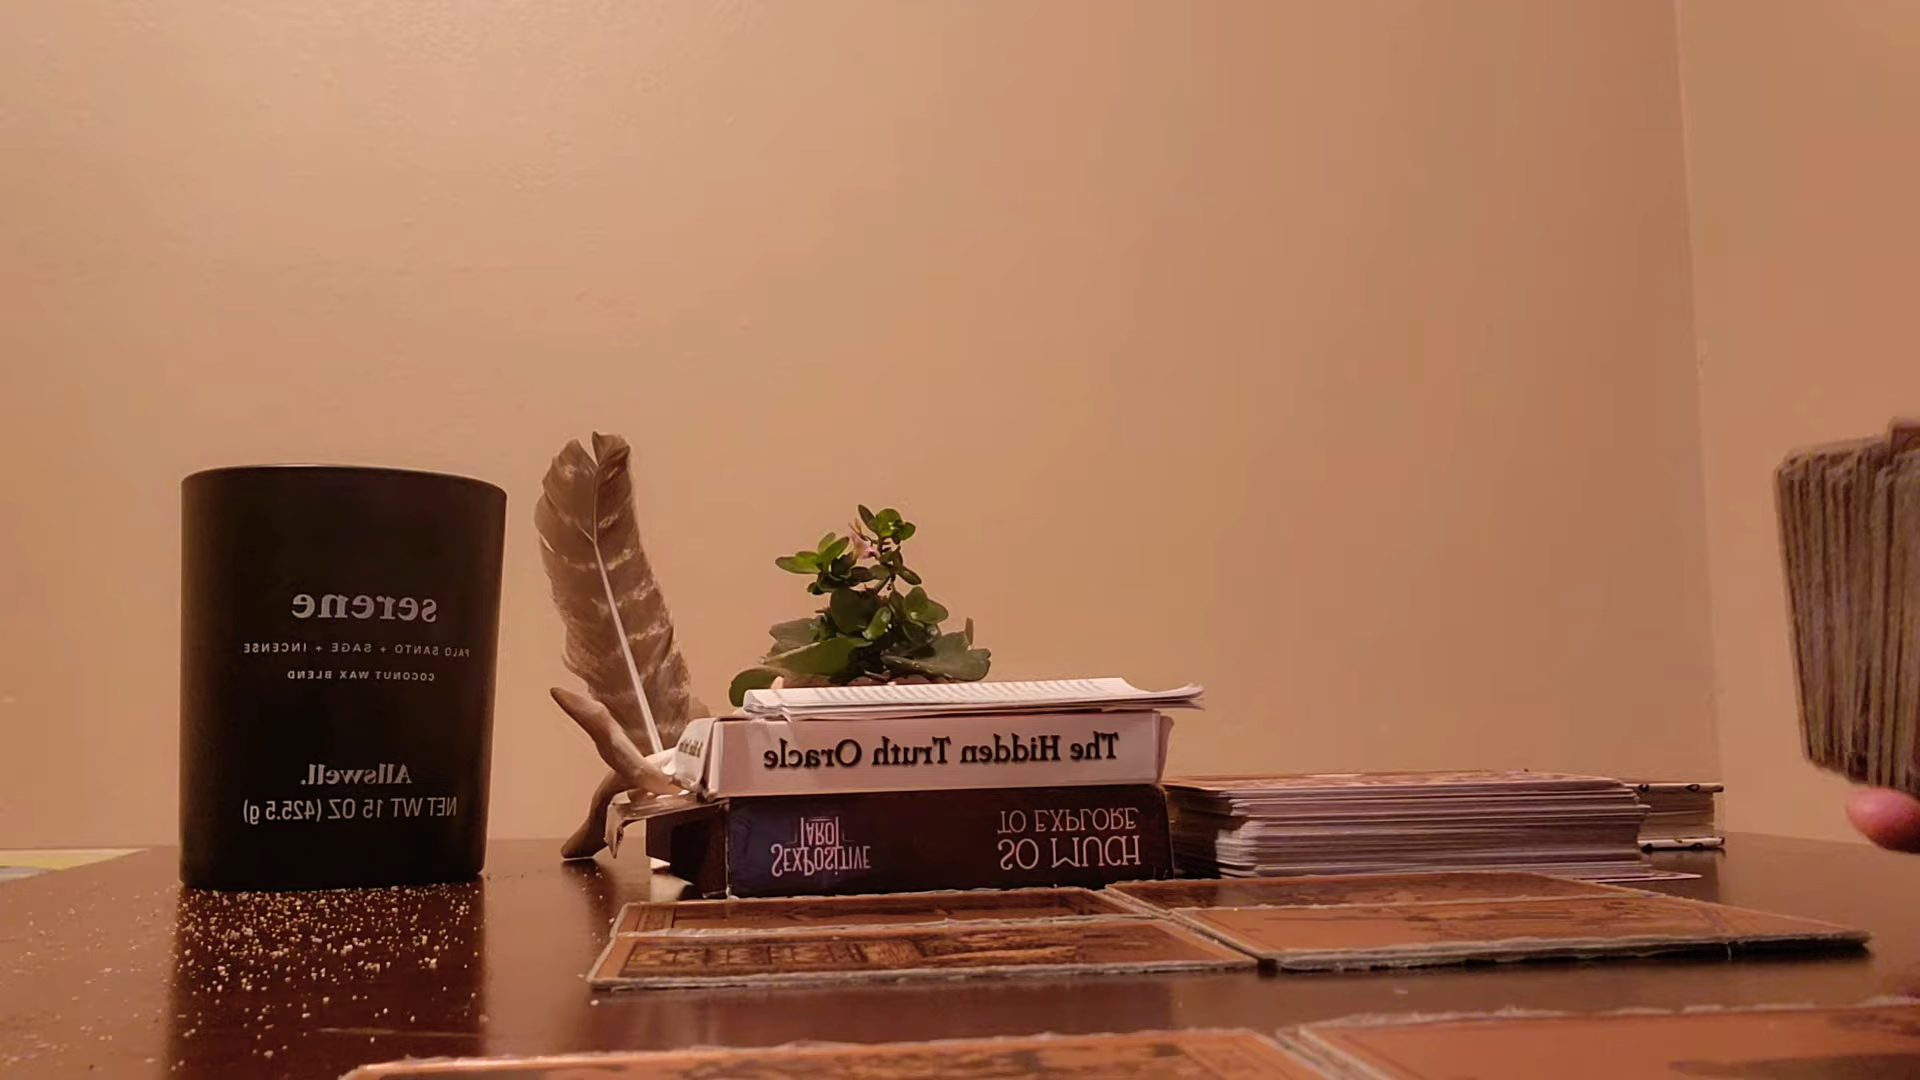 serene
PALO SANTO + SAGE + INCENSE
COCONUT WAX BLEND
Allswell.
NET WT 15 OZ (425.5 g)
The Hidden Truth Oracle
SEXPOSITIVE
TAROT
SO MUCH
TO EXPLORE